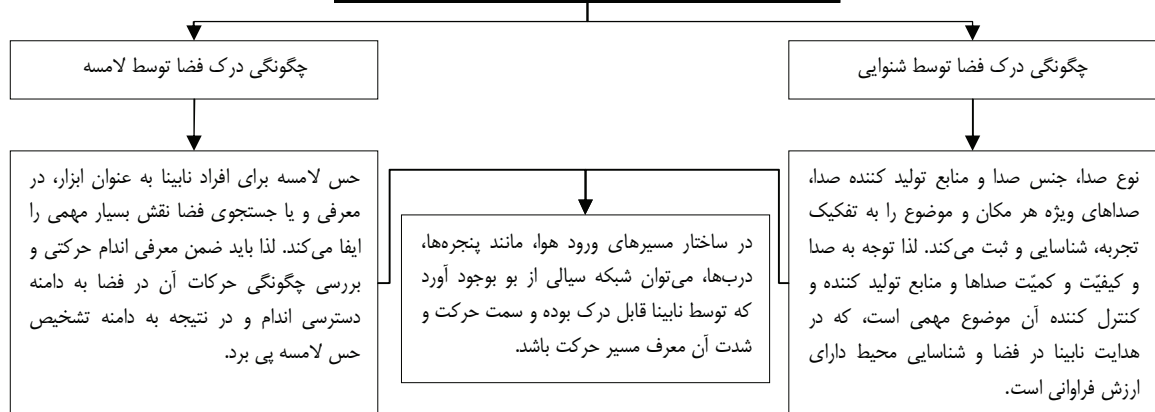 چگونگی درک فضا توسط شنوایی
چگونگی درک فضا توسط لامسه
نوع صدا، جنس صدا و منابع تولید کننده صدا،
صداهای ویژه هر مکان و موضوع را به تفکیک
تجربه، شناسایی و ثبت می‌کند. لذا توجه به صدا
و کیفیّت و کمیّت صداها و منابع تولید کننده و
کنترل کننده آن موضوع مهمی است، که در
هدایت نابینا در فضا و شناسایی محیط دارای
ارزش فراوانی است.
در ساختار مسیرهای ورود هوا، مانند پنجره‌ها،
درب‌ها، می‌توان شبکه سیالی از بو بوجود آورد
که توسط نابینا قابل درک بوده و سمت حرکت و
شدت آن معرف مسیر حرکت باشد.
حس لامسه برای افراد نابینا به عنوان ابزار، در
معرفی و یا جستجوی فضا نقش بسیار مهمی را
ایفا می‌کند. لذا باید ضمن معرفی اندام حرکتی و
بررسی چگونگی حرکات آن در فضا به دامنه
دسترسی اندام و در نتیجه به دامنه تشخیص
حس لامسه پی برد.